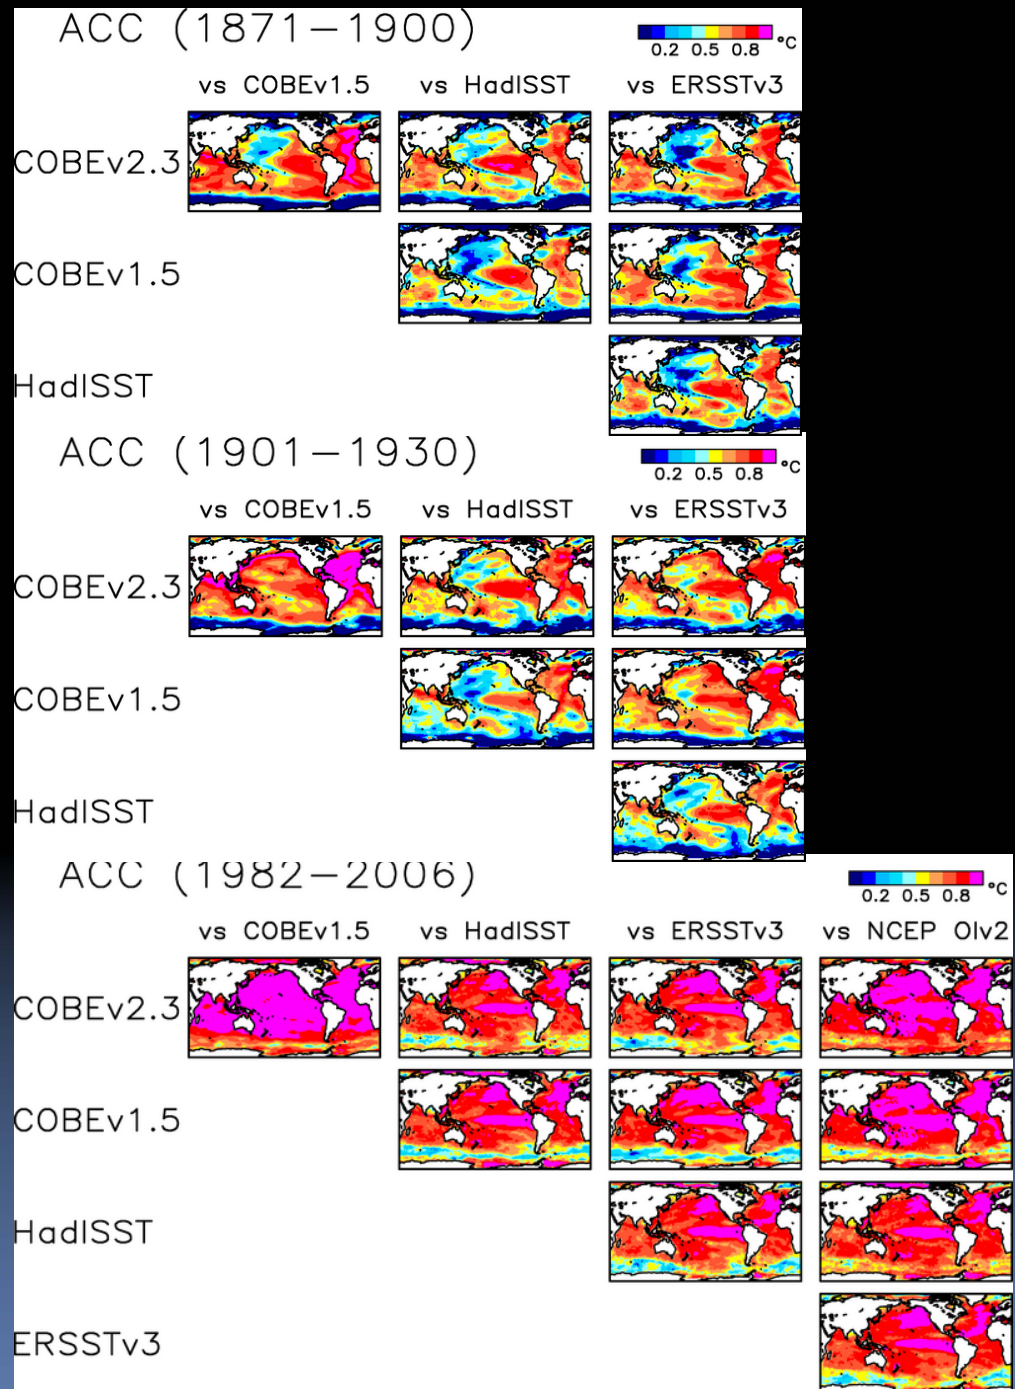 ACC (1871−1900)
0.2 0.5 0.8 °C
vs COBEv1.5 vs HadISST vs ERSSTv3
COBEv2.3
COBEv1.5
HadISST
ACC (1901−1930)
0.2 0.5 0.8 °C
vs COBEv1.5 vs HadISST vs ERSSTv3
COBEv2.3
COBEv1.5
HadISST
ACC (1982−2006)
0.2 0.5 0.8 °C
vs COBEv1.5 vs HadISST vs ERSSTv3 vs NCEP OIv2
COBEv2.3
COBEv1.5
HadISST
ERSSTv3